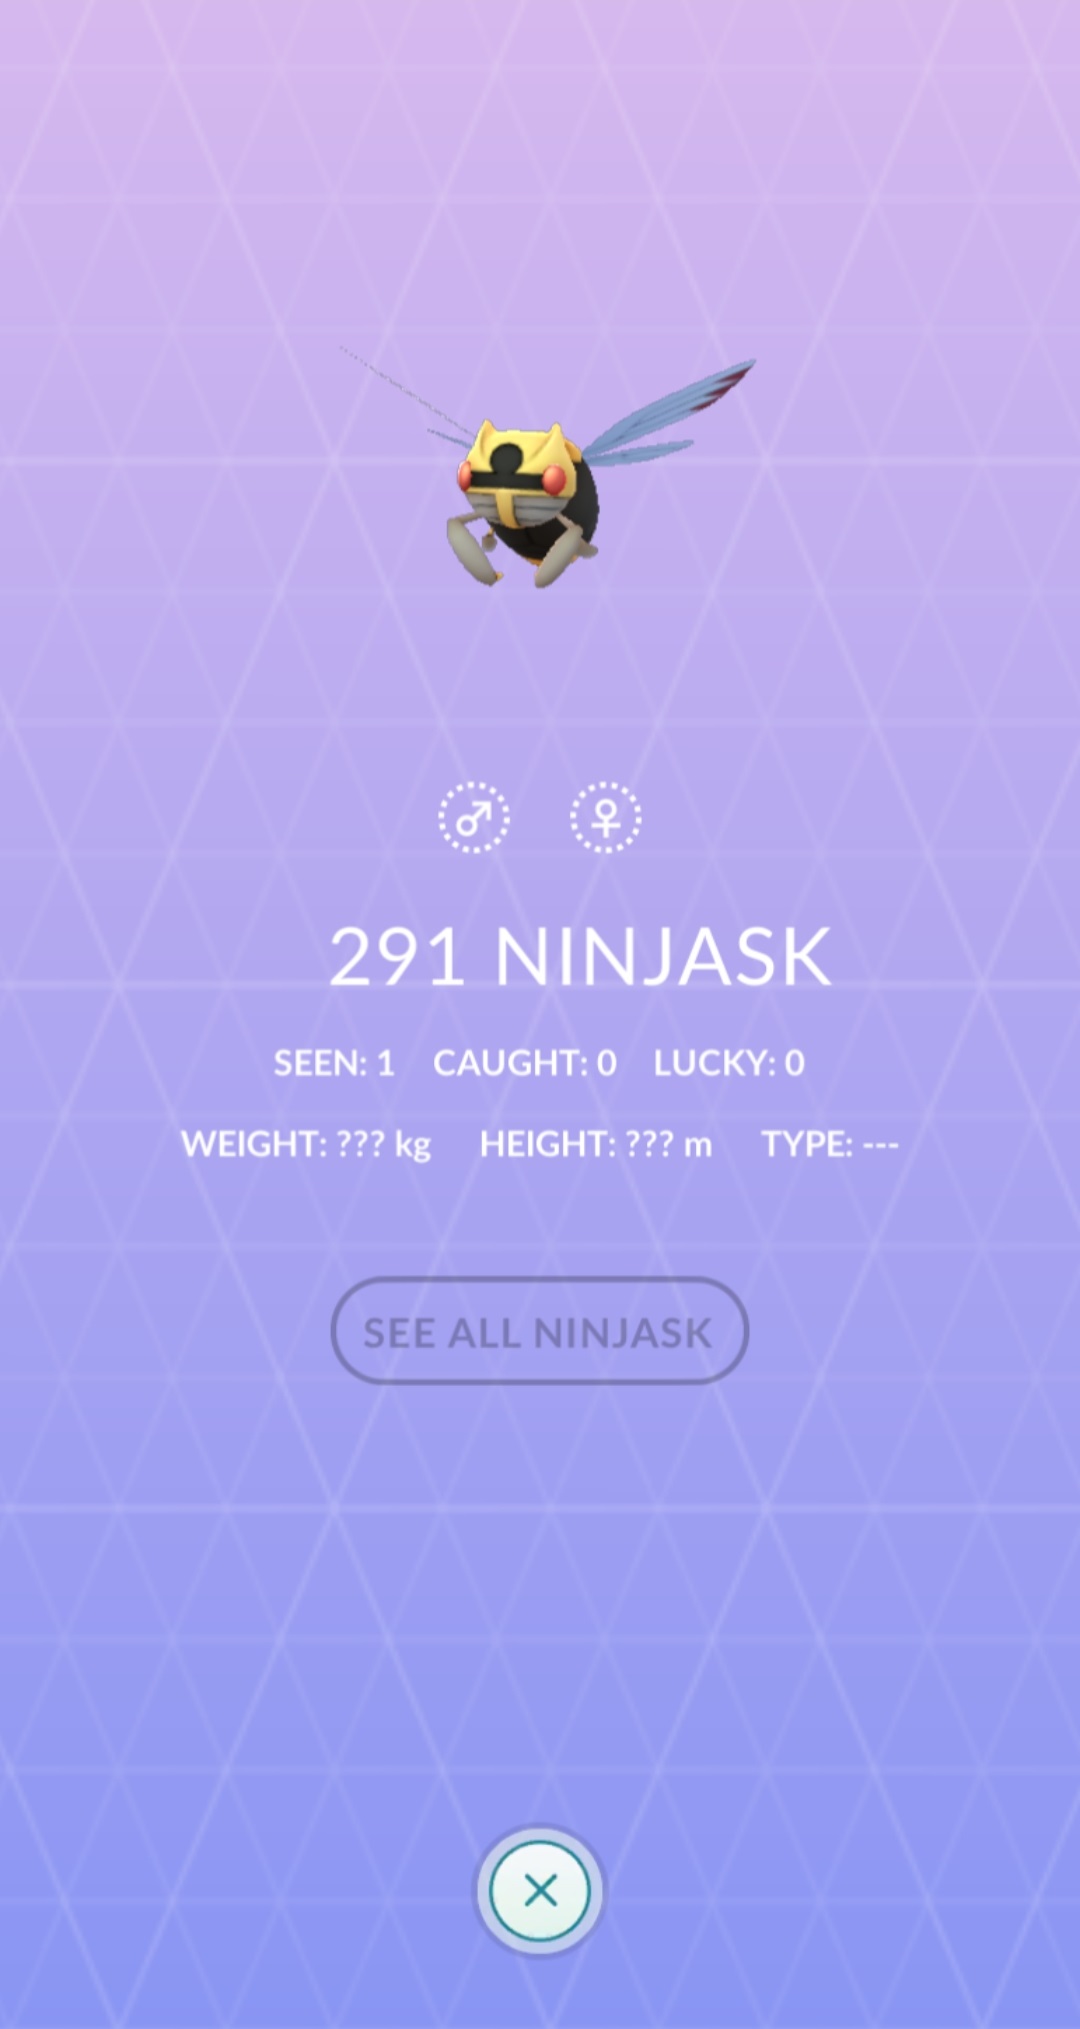 291 NINJASK
SEEN: 1 CAUGHT: 0 LUCKY: 0
WEIGHT: ??? kg HEIGHT: ??? m TYPE: ---
SEE ALL NINJASK